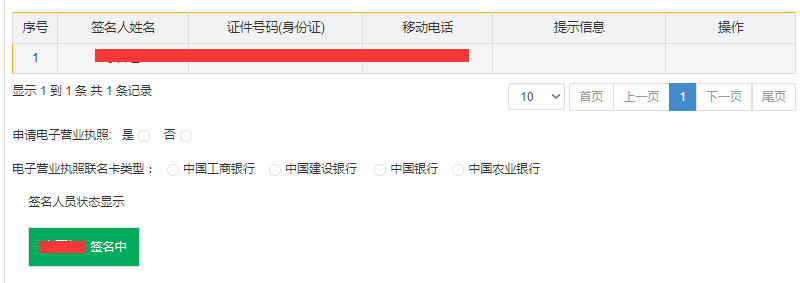 序号 签名人姓名 证件号码(身份证) 移动电话 提示信息 操作
1
显示 1 到 1 条 共 1 条记录
10 首页 上一页 1 下一页 尾页
申请电子营业执照: 是 否
电子营业执照联名卡类型： 中国工商银行 中国建设银行 中国银行 中国农业银行
签名人员状态显示
签名中